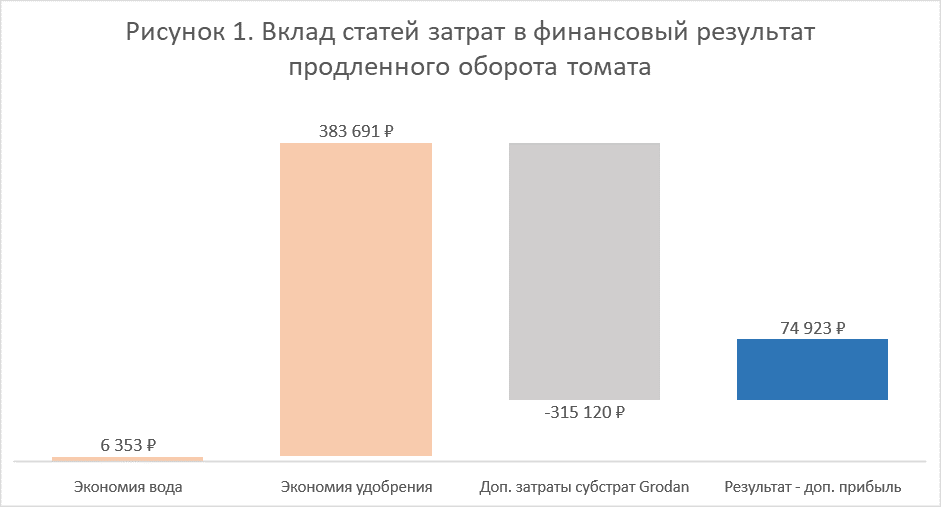 Рисунок 1. Вклад статей затрат в финансовый результат
продленного оборота томата
383 691 ₽
74 923 ₽
-315 120 ₽
6 353 ₽
Экономия вода
Экономия удобрения
Доп. затраты субстрат Grodan
Результат - доп. прибыль